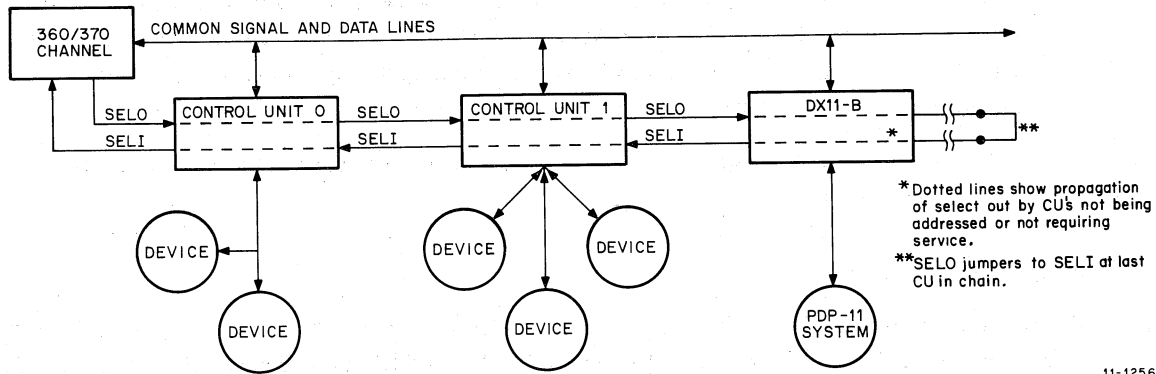 360/370
CHANNEL
COMMON SIGNAL AND DATA LINES
CONTROL UNIT 0
CONTROL UNIT 1
DX11-B
SELO
SELO
SELO
SELI
SELI
SELI
*
**
*Dotted lines show propagation
of select out by CU's not being
addressed or not requiring
service.
**SELO jumpers to SELI at last
CU in chain.
DEVICE
DEVICE
DEVICE
DEVICE
DEVICE
PDP-11
SYSTEM
11-1256